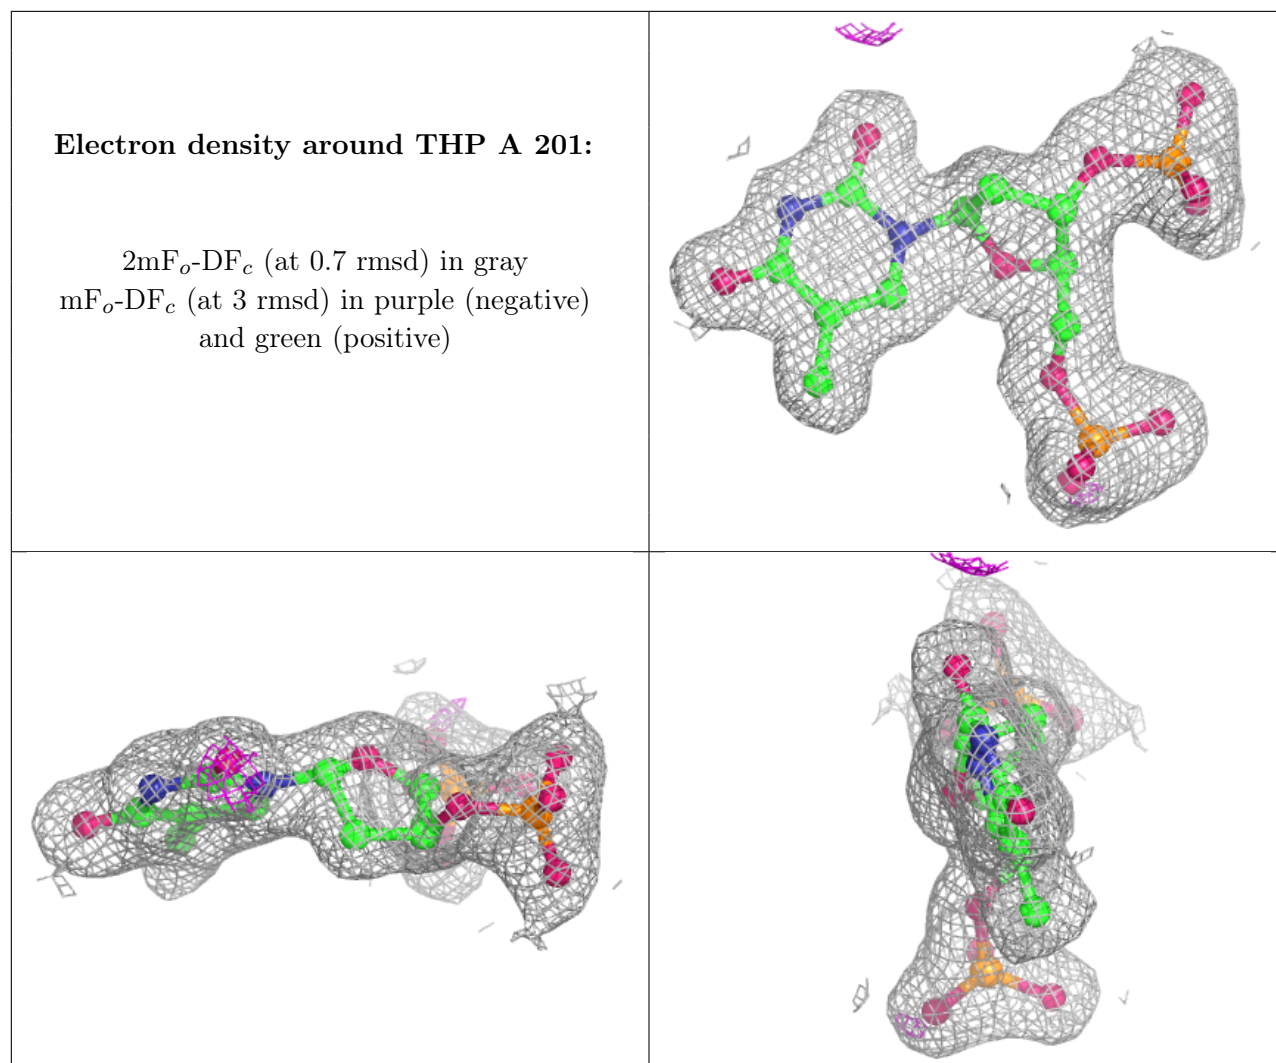 Electron density around THP A 201:
2mFo-DFc (at 0.7 rmsd) in gray
mFo-DFc (at 3 rmsd) in purple (negative)
and green (positive)